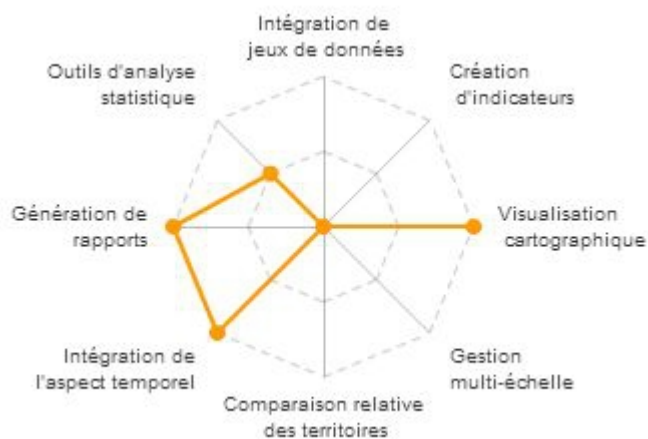 Intégration de
jeux de données
Création
d'indicateurs
Visualisation
cartographique
Gestion
multi-échelle
Comparaison relative
des territoires
Intégration de
l'aspect temporel
Génération de
rapports
Outils d'analyse
statistique